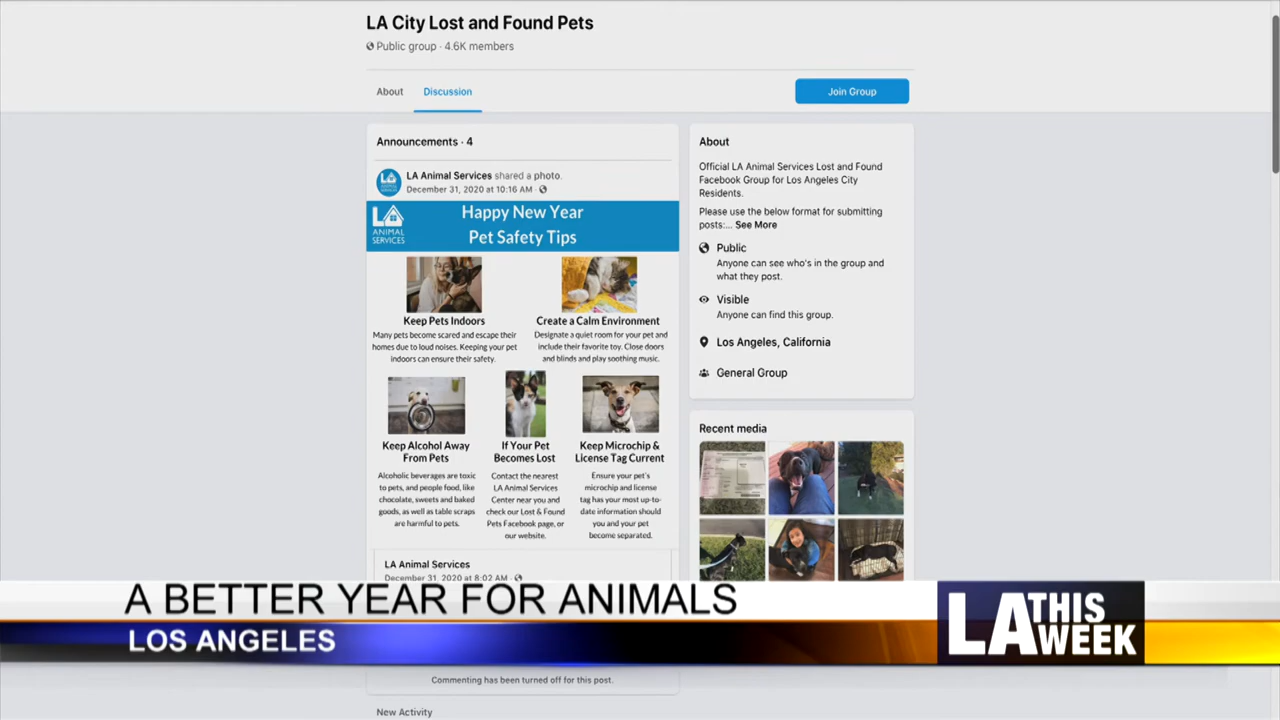 LA City Lost and Found Pets
Public group · 4.6K members
About
Discussion
Join Group
Announcements · 4
LA Animal Services shared a photo.
December 31, 2020 at 10:16 AM ·
LA
ANIMAL
SERVICES
Happy New Year
Pet Safety Tips
Keep Pets Indoors
Many pets become scared and escape their
homes due to loud noises. Keeping your pet
indoors can ensure their safety.
Create a Calm Environment
Designate a quiet room for your pet and
include their favorite toy. Close doors
and blinds and play soothing music.
Keep Alcohol Away
From Pets
Alcoholic beverages are toxic
to pets, and people food, like
chocolate, sweets and baked
goods, as well as table scraps
are harmful to pets.
If Your Pet
Becomes Lost
Contact the nearest
LA Animal Services
Center near you and
check our Lost & Found
Pets Facebook page, or
our website.
Keep Microchip &
License Tag Current
Ensure your pet's
microchip and license
tag has your most up-to-
date information should
you and your pet
become separated.
LA Animal Services
December 31, 2020 at 8:02 AM ·
About
Official LA Animal Services Lost and Found
Facebook Group for Los Angeles City
Residents.
Please use the below format for submitting
posts:... See More
Public
Anyone can see who's in the group and
what they post.
Visible
Anyone can find this group.
Los Angeles, California
General Group
Recent media
A BETTER YEAR FOR ANIMALS
LOS ANGELES
LA THIS
WEEK
Commenting has been turned off for this post.
New Activity